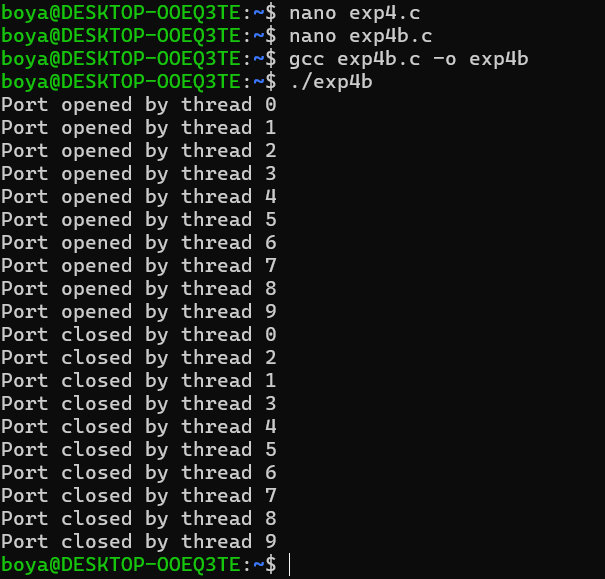 boya@DESKTOP-OOEQ3TE:~$ nano exp4.c
boya@DESKTOP-OOEQ3TE:~$ nano exp4b.c
boya@DESKTOP-OOEQ3TE:~$ gcc exp4b.c -o exp4b
boya@DESKTOP-OOEQ3TE:~$ ./exp4b
Port opened by thread 0
Port opened by thread 1
Port opened by thread 2
Port opened by thread 3
Port opened by thread 4
Port opened by thread 5
Port opened by thread 6
Port opened by thread 7
Port opened by thread 8
Port opened by thread 9
Port closed by thread 0
Port closed by thread 2
Port closed by thread 1
Port closed by thread 3
Port closed by thread 4
Port closed by thread 5
Port closed by thread 6
Port closed by thread 7
Port closed by thread 8
Port closed by thread 9
boya@DESKTOP-OOEQ3TE:~$